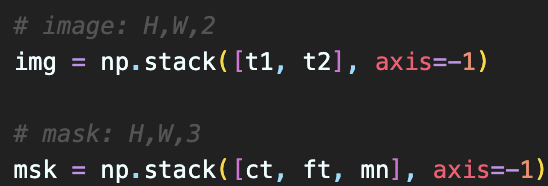 # image: H,W,2
img = np.stack([t1, t2], axis=-1)
# mask: H,W,3
msk = np.stack([ct, ft, mn], axis=-1)